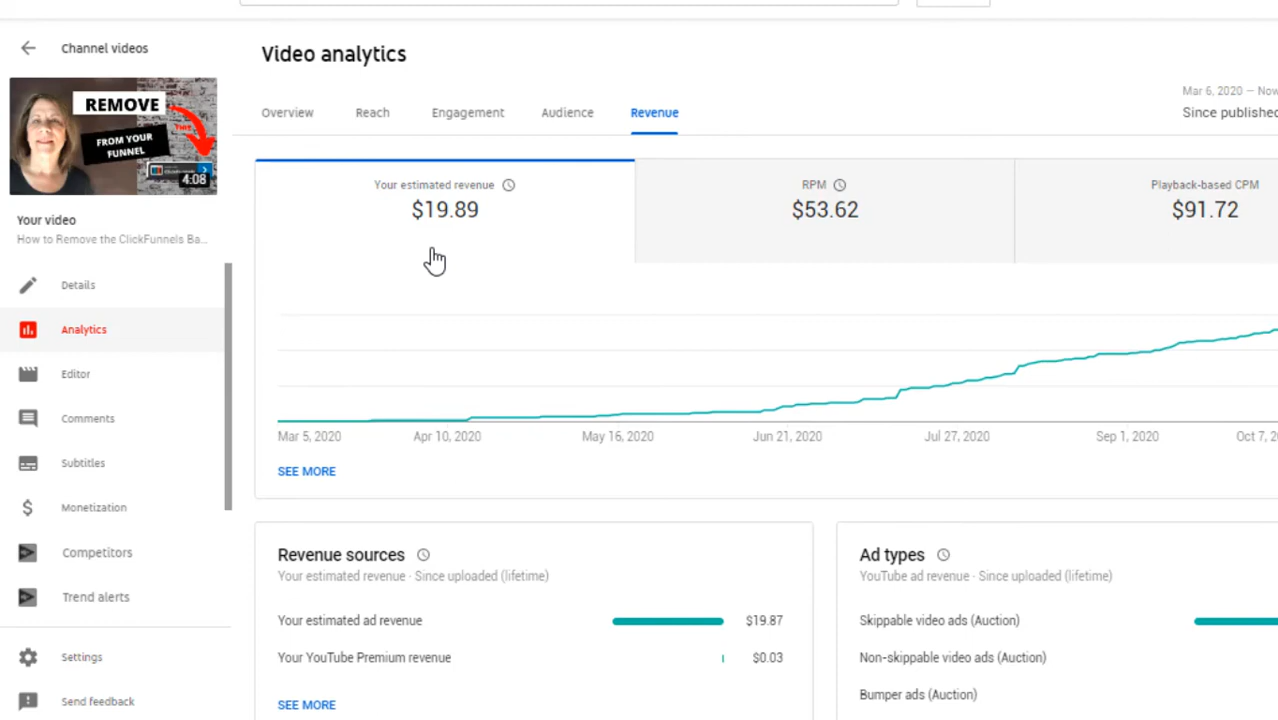 Channel videos
REMOVE
FROM YOUR
FUNNEL
4:08
Your video
How to Remove the ClickFunnels Ba...
Details
Analytics
Editor
Comments
Subtitles
Monetization
Competitors
Trend alerts
Settings
Send feedback
Video analytics
Overview Reach Engagement Audience Revenue
Mar 6, 2020 – Now
Since published
Your estimated revenue
$19.89
RPM
$53.62
Playback-based CPM
$91.72
Mar 5, 2020 Apr 10, 2020 May 16, 2020 Jun 21, 2020 Jul 27, 2020 Sep 1, 2020 Oct 7, 2
SEE MORE
Revenue sources
Your estimated revenue · Since uploaded (lifetime)
Your estimated ad revenue $19.87
Your YouTube Premium revenue $0.03
SEE MORE
Ad types
YouTube ad revenue · Since uploaded (lifetime)
Skippable video ads (Auction)
Non-skippable video ads (Auction)
Bumper ads (Auction)